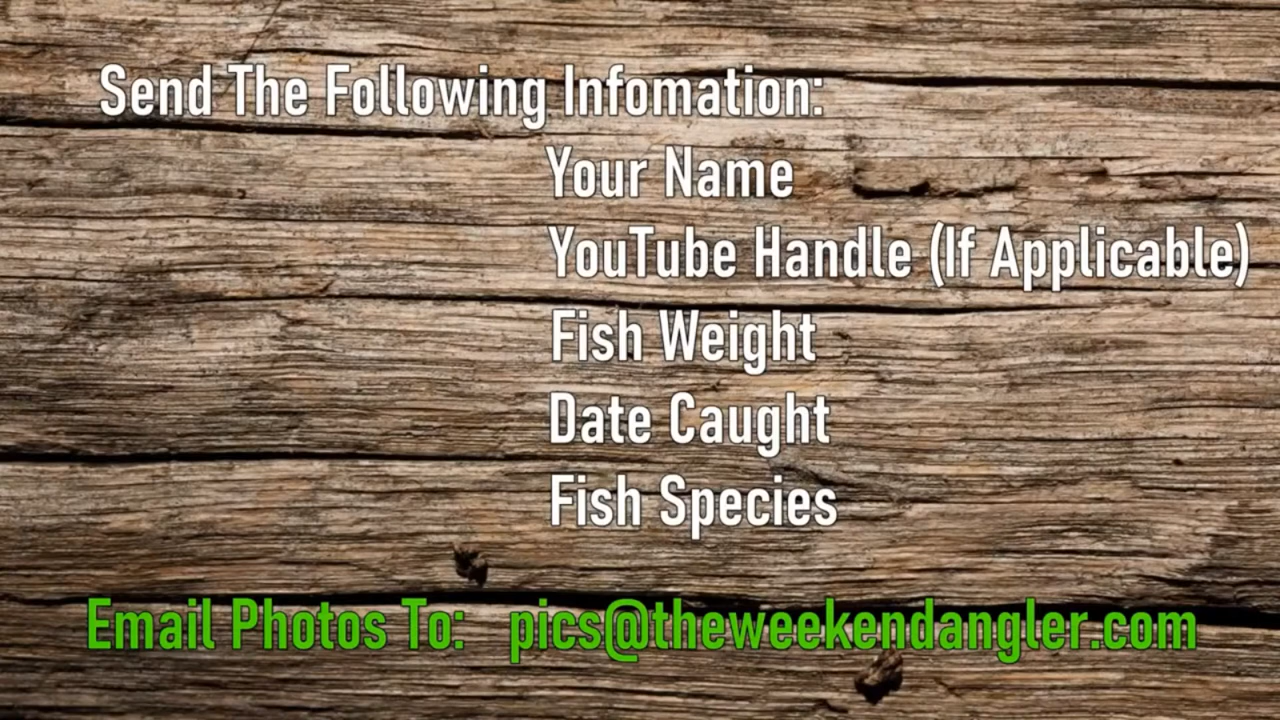 Send The Following Infomation:
Your Name
YouTube Handle (If Applicable)
Fish Weight
Date Caught
Fish Species
Email Photos To: pics@theweekendangler.com